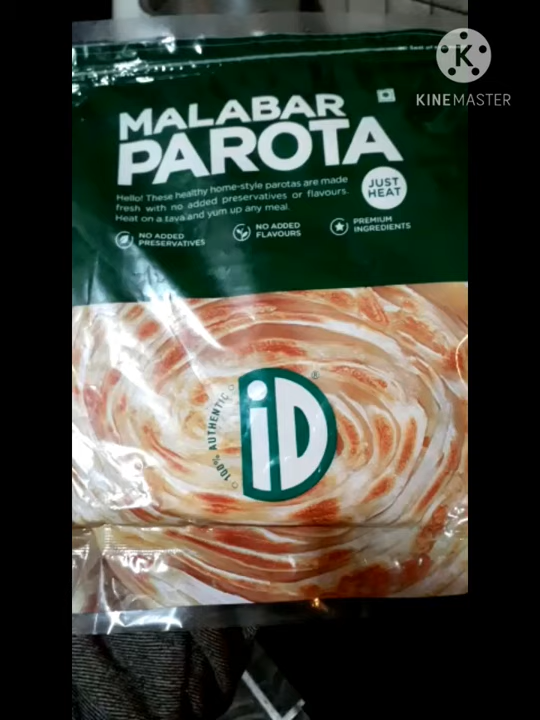 K
KINEMASTER
MALABAR
PAROTA
Hello! These healthy home-style parotas are made
fresh with no added preservatives or flavours.
Heat on a tava and yum up any meal.
JUST
HEAT
NO ADDED
PRESERVATIVES
NO ADDED
FLAVOURS
PREMIUM
INGREDIENTS
100% AUTHENTIC
iD
®